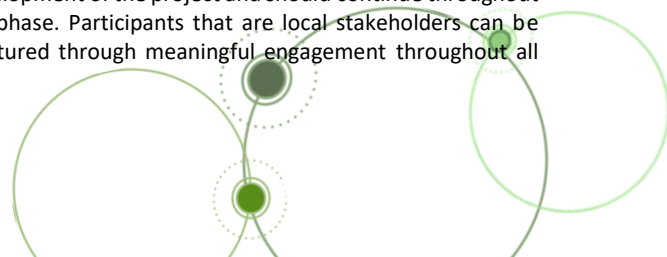 lopment of the project and should continue throughout
phase. Participants that are local stakeholders can be
tured through meaningful engagement throughout all